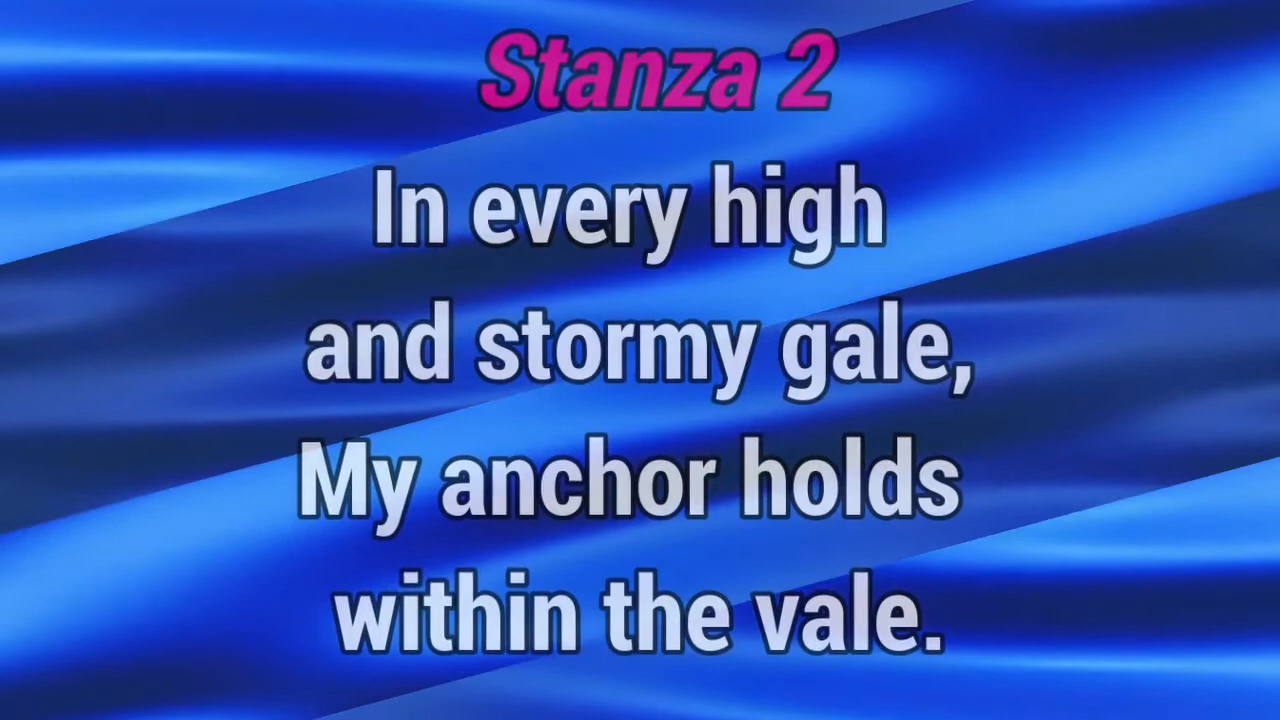 Stanza 2
In every high
and stormy gale,
My anchor holds
within the vale.